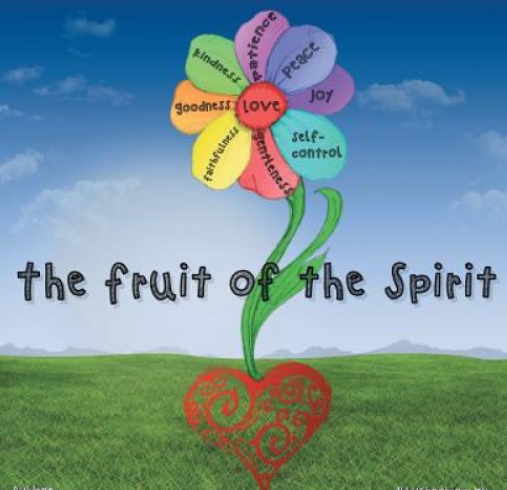 patience
kindness
peace
goodness
love
joy
faithfulness
gentleness
self-
control
the fruit of the Spirit